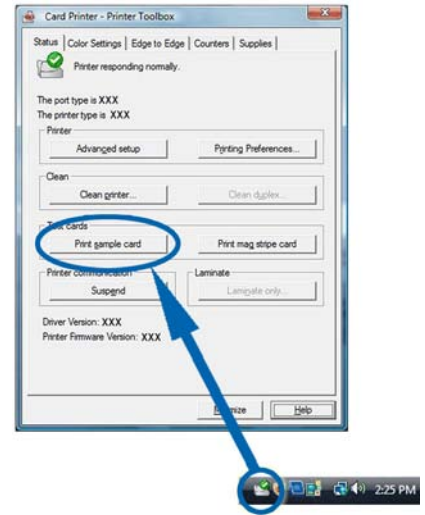 Card Printer - Printer Toolbox
Status Color Settings Edge to Edge Counters Supplies
Printer responding normally.
The port type is XXX
The printer type is XXX
Printer
Advanced setup Printing Preferences...
Clean
Clean printer... Clean duplex...
Test cards
Print sample card Print mag stripe card
Printer communication Laminate
Suspend Laminate only...
Driver Version: XXX
Printer Firmware Version: XXX
Help
2:25 PM